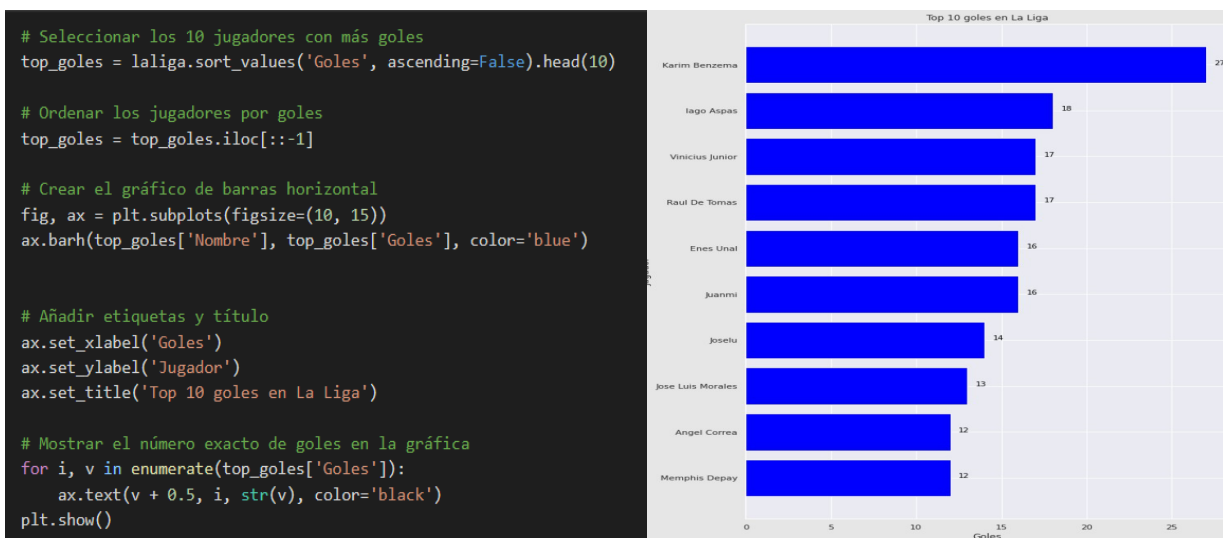 # Seleccionar los 10 jugadores con más goles
top_goles = laliga.sort_values('Goles', ascending=False).head(10)
# Ordenar los jugadores por goles
top_goles = top_goles.iloc[::-1]
# Crear el gráfico de barras horizontal
fig, ax = plt.subplots(figsize=(10, 15))
ax.barh(top_goles['Nombre'], top_goles['Goles'], color='blue')
# Añadir etiquetas y título
ax.set_xlabel('Goles')
ax.set_ylabel('Jugador')
ax.set_title('Top 10 goles en La Liga')
# Mostrar el número exacto de goles en la gráfica
for i, v in enumerate(top_goles['Goles']):
    ax.text(v + 0.5, i, str(v), color='black')
plt.show()
Top 10 goles en La Liga
Karim Benzema 27
Iago Aspas 18
Vinicius Junior 17
Raul De Tomas 17
Enes Unal 16
Juanmi 16
Joselu 14
Jose Luis Morales 13
Angel Correa 12
Memphis Depay 12
0 5 10 15 20 25
Goles